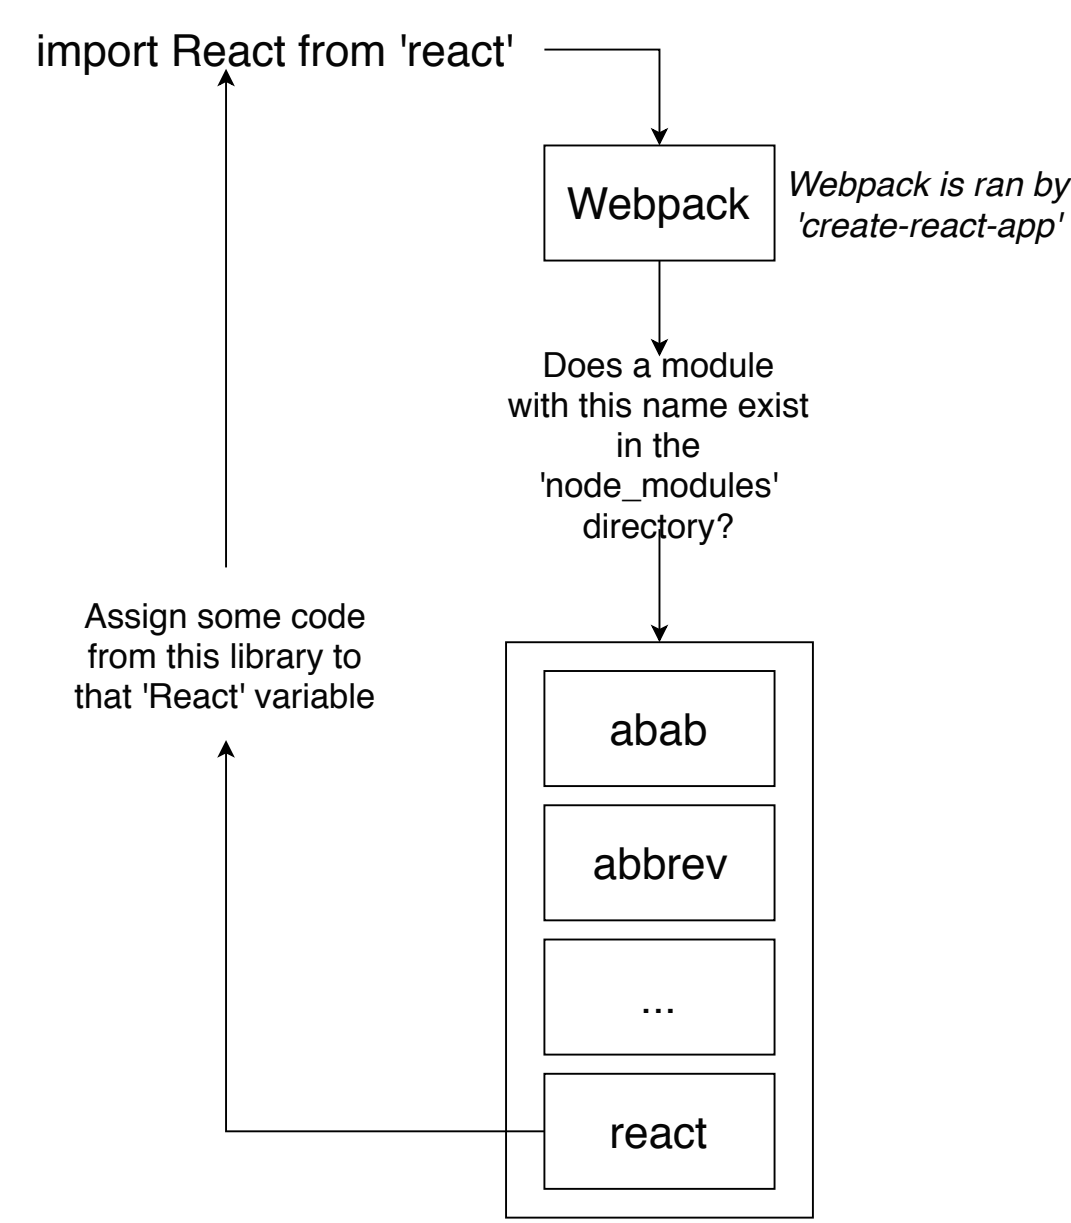 import React from 'react'
Webpack
Webpack is ran by
'create-react-app'
Does a module
with this name exist
in the
'node_modules'
directory?
Assign some code
from this library to
that 'React' variable
abab
abbrev
...
react